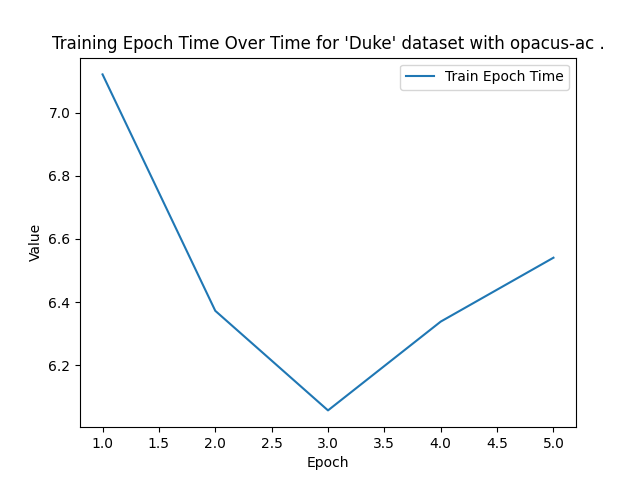 Training Epoch Time Over Time for 'Duke' dataset with opacus-ac .
Train Epoch Time
7.0
6.8
6.6
6.4
6.2
Value
1.0 1.5 2.0 2.5 3.0 3.5 4.0 4.5 5.0
Epoch